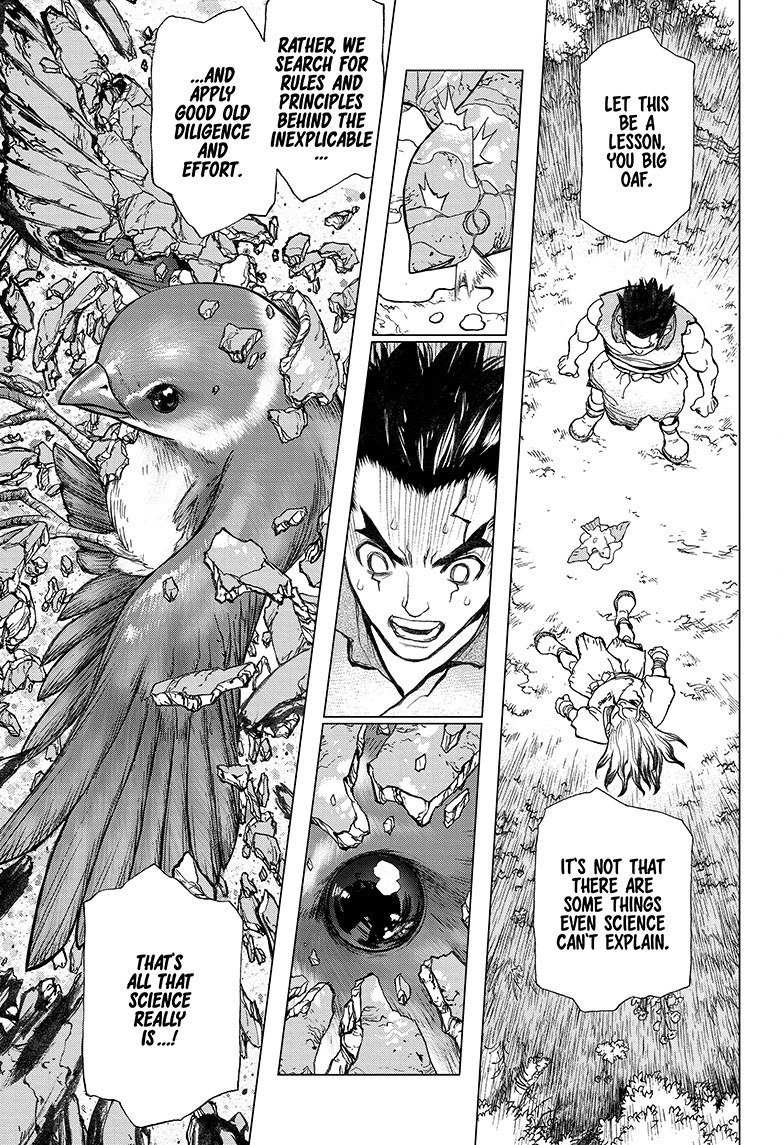 LET THIS
BE A
LESSON,
YOU BIG
OAF.
IT'S NOT THAT
THERE ARE
SOME THINGS
EVEN SCIENCE
CAN'T EXPLAIN.
RATHER, WE
SEARCH FOR
RULES AND
PRINCIPLES
BEHIND THE
INEXPLICABLE
...
...AND
APPLY
GOOD OLD
DILIGENCE
AND
EFFORT.
THAT'S
ALL THAT
SCIENCE
REALLY
IS...!